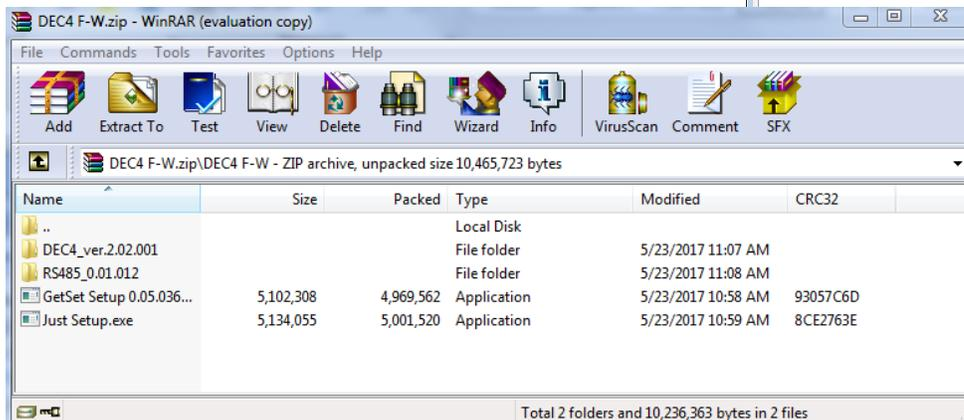 DEC4 F-W.zip - WinRAR (evaluation copy)
File Commands Tools Favorites Options Help
Add Extract To Test View Delete Find Wizard Info VirusScan Comment SFX
DEC4 F-W.zip\DEC4 F-W - ZIP archive, unpacked size 10,465,723 bytes
Name Size Packed Type Modified CRC32
.. Local Disk
DEC4_ver.2.02.001 File folder 5/23/2017 11:07 AM
RS485_0.01.012 File folder 5/23/2017 11:08 AM
GetSet Setup 0.05.036... 5,102,308 4,969,562 Application 5/23/2017 10:58 AM 93057C6D
Just Setup.exe 5,134,055 5,001,520 Application 5/23/2017 10:59 AM 8CE2763E
Total 2 folders and 10,236,363 bytes in 2 files